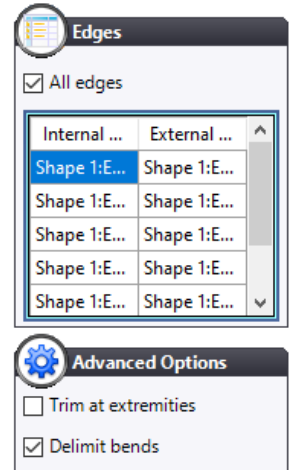 Edges
All edges
Internal ... External ...
Shape 1:E... Shape 1:E...
Shape 1:E... Shape 1:E...
Shape 1:E... Shape 1:E...
Shape 1:E... Shape 1:E...
Shape 1:E... Shape 1:E...
Advanced Options
Trim at extremities
Delimit bends